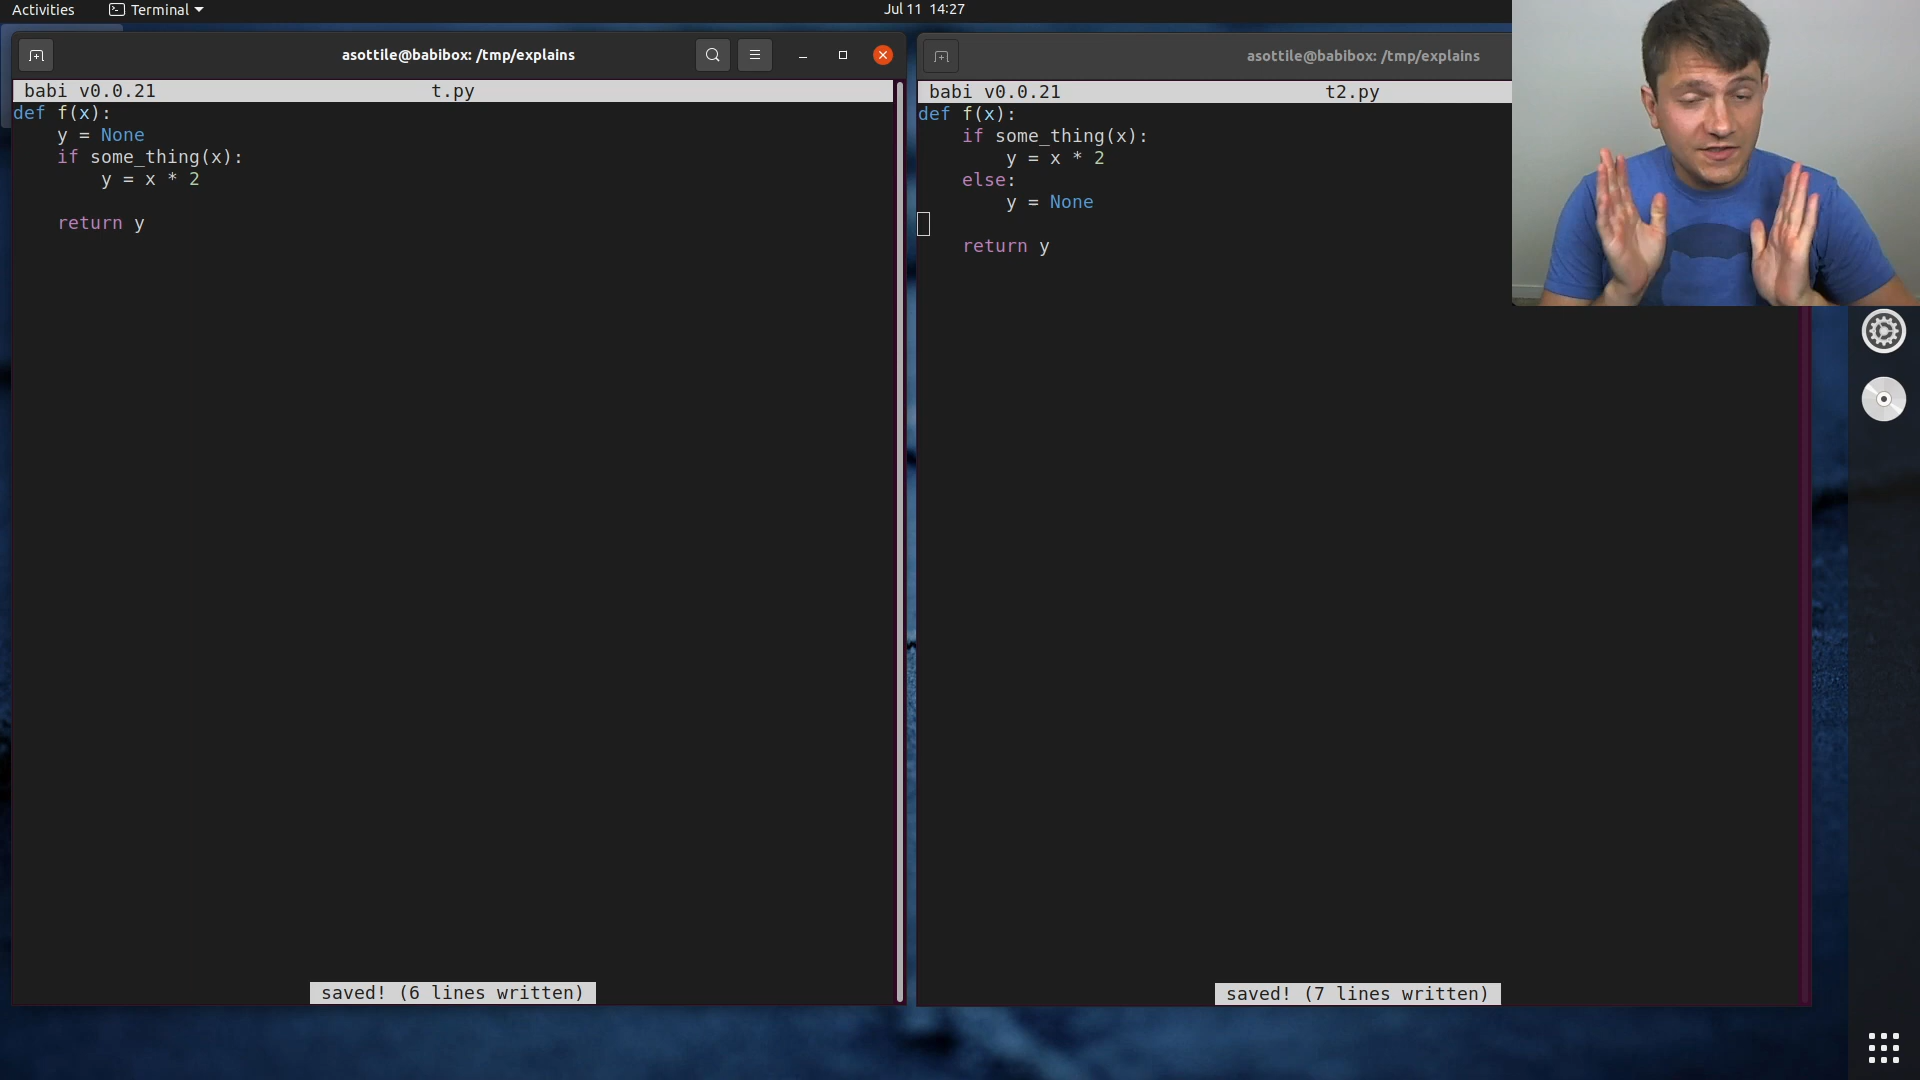 Activities
Terminal
Jul 11 14:27
asottile@babibox: /tmp/explains
babi v0.0.21 t.py
def f(x):
    y = None
    if some_thing(x):
        y = x * 2
    return y
saved! (6 lines written)
asottile@babibox: /tmp/explains
babi v0.0.21 t2.py
def f(x):
    if some_thing(x):
        y = x * 2
    else:
        y = None
    return y
saved! (7 lines written)